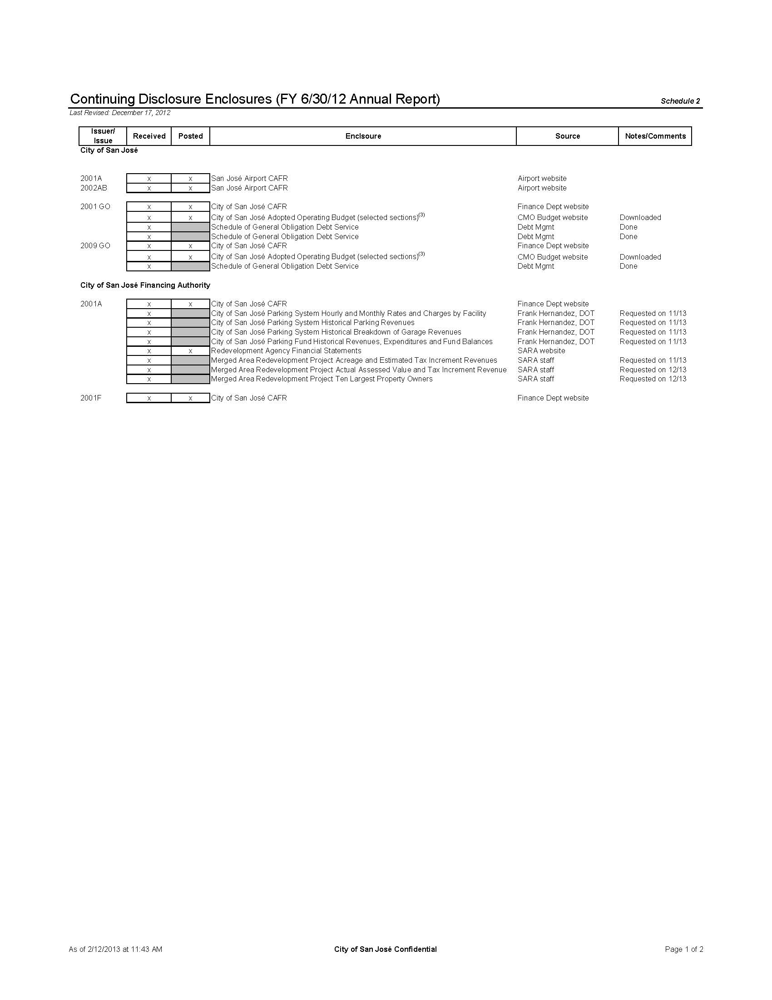 Continuing Disclosure Enclosures (FY 6/30/12 Annual Report) Schedule 2
Last Revised: December 17, 2012
Issuer/ Issue Received Posted Enclsoure Source Notes/Comments
City of San José
2001A x x San José Airport CAFR Airport website
2002AB x x San José Airport CAFR Airport website
2001 GO x x City of San José CAFR Finance Dept website
x x City of San José Adopted Operating Budget (selected sections)(3) CMO Budget website Downloaded
x Schedule of General Obligation Debt Service Debt Mgmt Done
x Schedule of General Obligation Debt Service Debt Mgmt Done
2009 GO x x City of San José CAFR Finance Dept website
x x City of San José Adopted Operating Budget (selected sections)(3) CMO Budget website Downloaded
x Schedule of General Obligation Debt Service Debt Mgmt Done
City of San José Financing Authority
2001A x x City of San José CAFR Finance Dept website
x City of San José Parking System Hourly and Monthly Rates and Charges by Facility Frank Hernandez, DOT Requested on 11/13
x City of San José Parking System Historical Parking Revenues Frank Hernandez, DOT Requested on 11/13
x City of San José Parking System Historical Breakdown of Garage Revenues Frank Hernandez, DOT Requested on 11/13
x City of San José Parking Fund Historical Revenues, Expenditures and Fund Balances Frank Hernandez, DOT Requested on 11/13
x x Redevelopment Agency Financial Statements SARA website
x Merged Area Redevelopment Project Acreage and Estimated Tax Increment Revenues SARA staff Requested on 11/13
x Merged Area Redevelopment Project Actual Assessed Value and Tax Increment Revenue SARA staff Requested on 12/13
x Merged Area Redevelopment Project Ten Largest Property Owners SARA staff Requested on 12/13
2001F x x City of San José CAFR Finance Dept website
As of 2/12/2013 at 11:43 AM City of San José Confidential Page 1 of 2